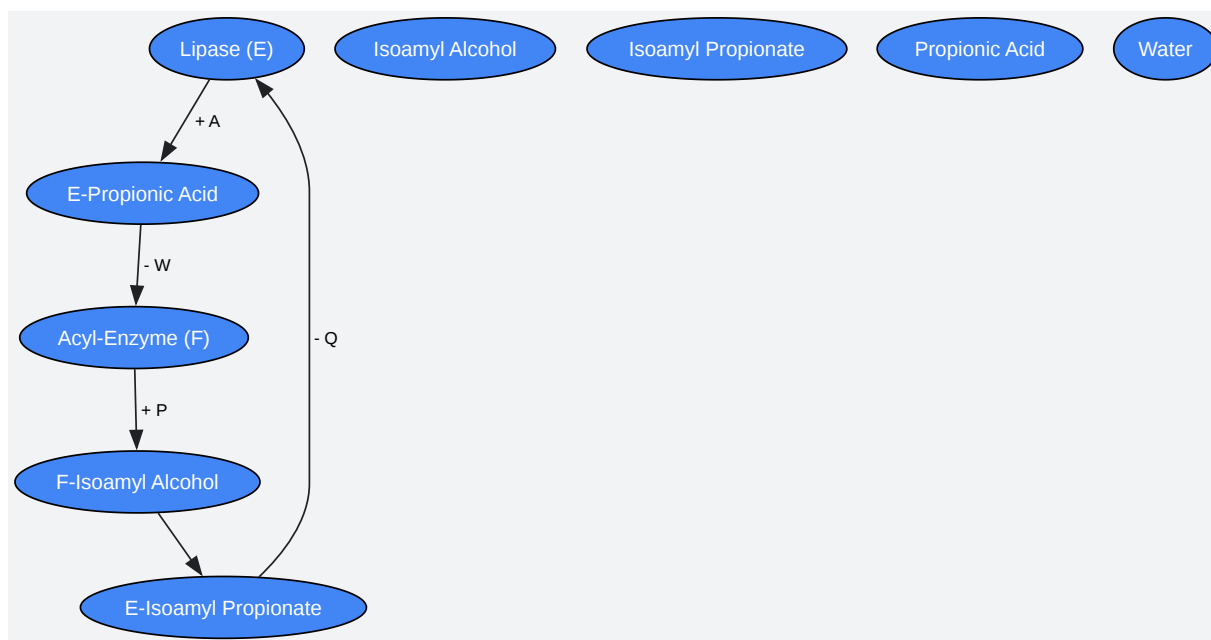 Lipase (E)
Isoamyl Alcohol
Isoamyl Propionate
Propionic Acid
Water
+ A
E-Propionic Acid
- W
Acyl-Enzyme (F)
- Q
+ P
F-Isoamyl Alcohol
E-Isoamyl Propionate